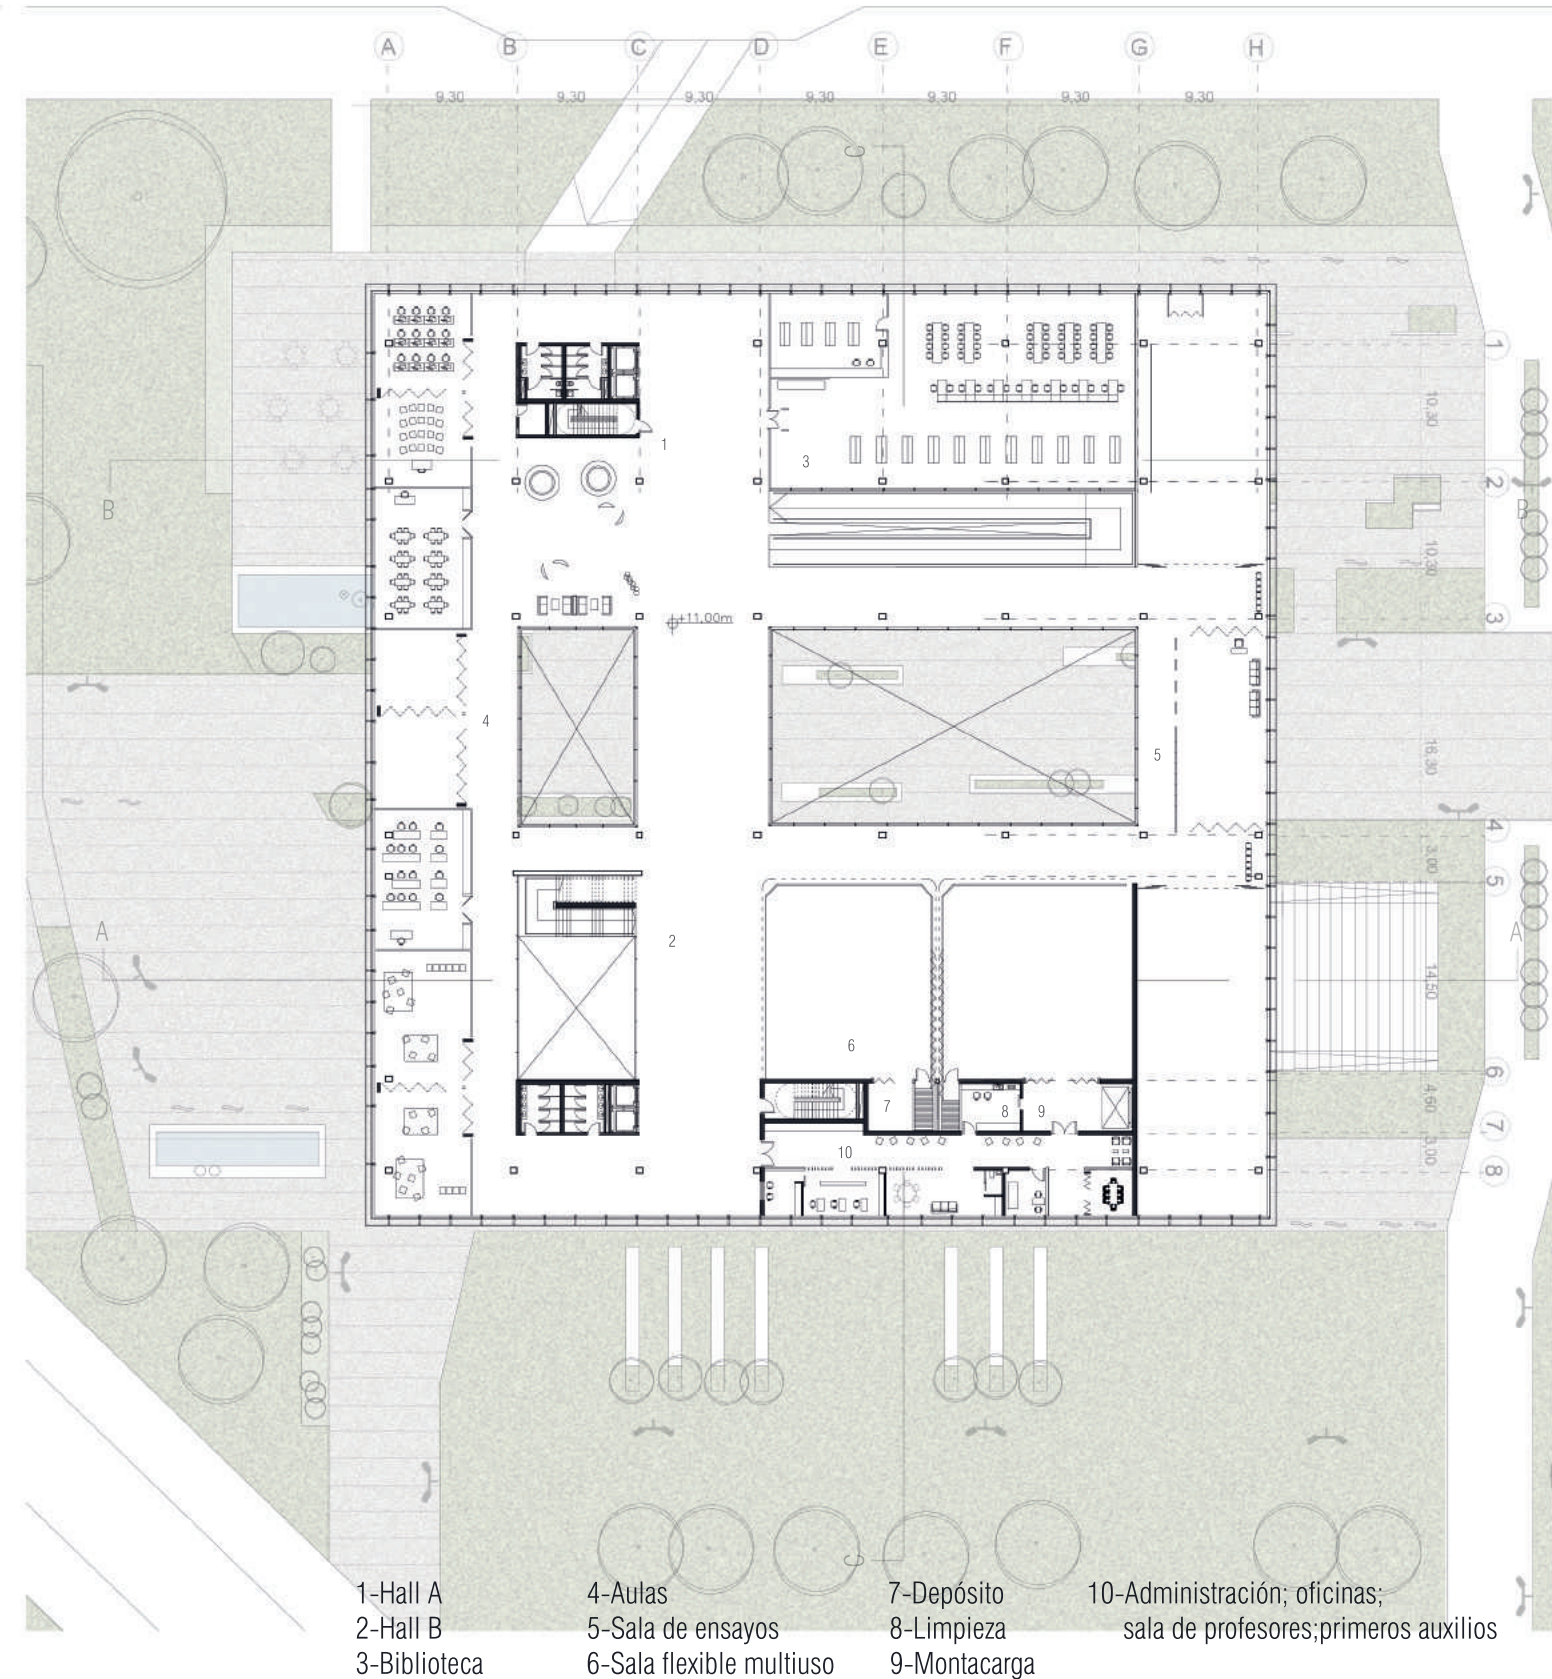 A B C D E F G H
9,30 9,30 9,30 9,30 9,30 9,30 9,30
C
1
10,30
1
3
2
B
B
10,30
+11,00m
3
4
5
16,30
4
3,00
5
A
2
A
14,50
6
6
7
8
9
4,60
7
10
3,00
8
C
1-Hall A
2-Hall B
3-Biblioteca
4-Aulas
5-Sala de ensayos
6-Sala flexible multiuso
7-Depósito
8-Limpieza
9-Montacarga
10-Administración; oficinas;
sala de profesores;primeros auxilios